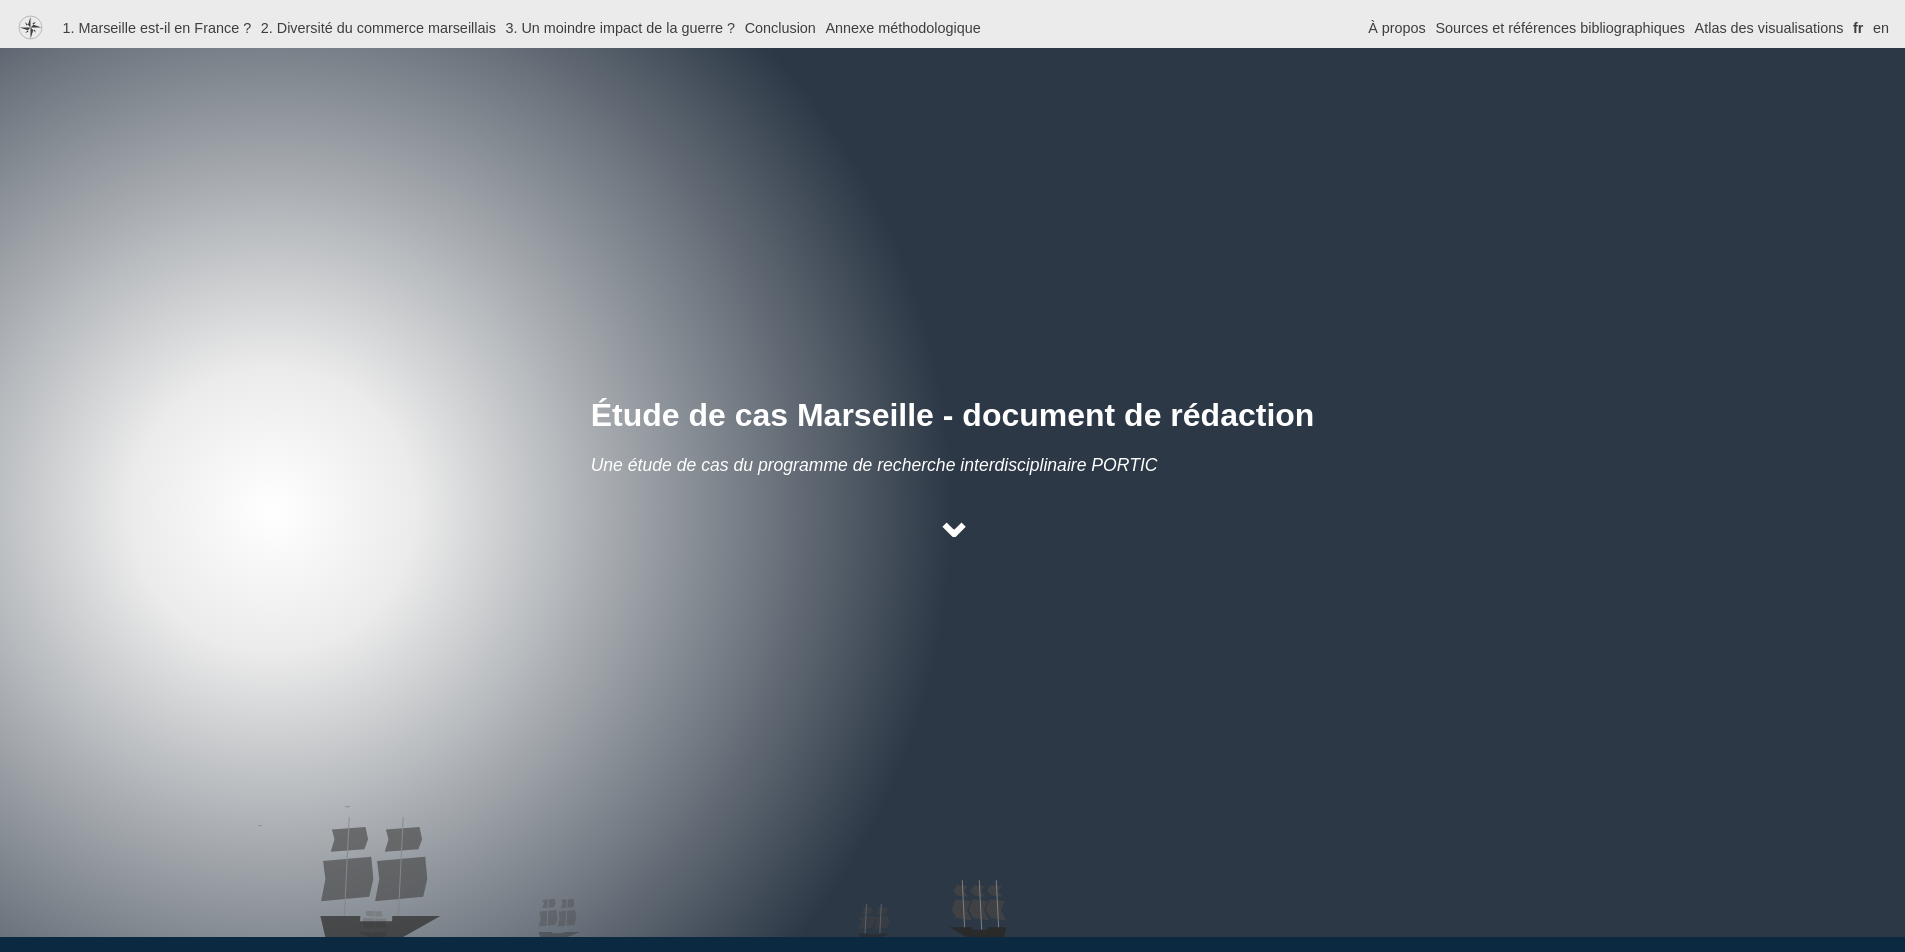 1. Marseille est-il en France ? 2. Diversité du commerce marseillais 3. Un moindre impact de la guerre ? Conclusion Annexe méthodologique À propos Sources et références bibliographiques Atlas des visualisations fr en
Étude de cas Marseille - document de rédaction
Une étude de cas du programme de recherche interdisciplinaire PORTIC